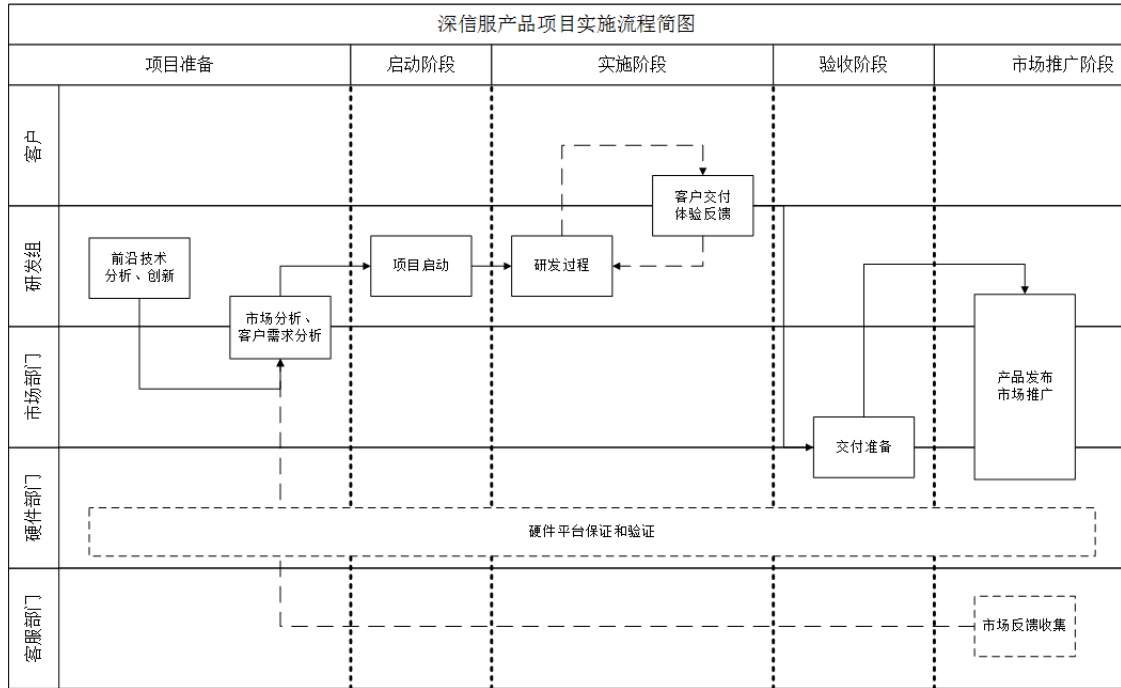 深信服产品项目实施流程简图
项目准备
启动阶段
实施阶段
验收阶段
市场推广阶段
客户
客户交付
体验反馈
研发组
前沿技术
分析、创新
项目启动
研发过程
市场分析、
客户需求分析
市场部门
产品发布
市场推广
交付准备
硬件部门
硬件平台保证和验证
客服部门
市场反馈收集